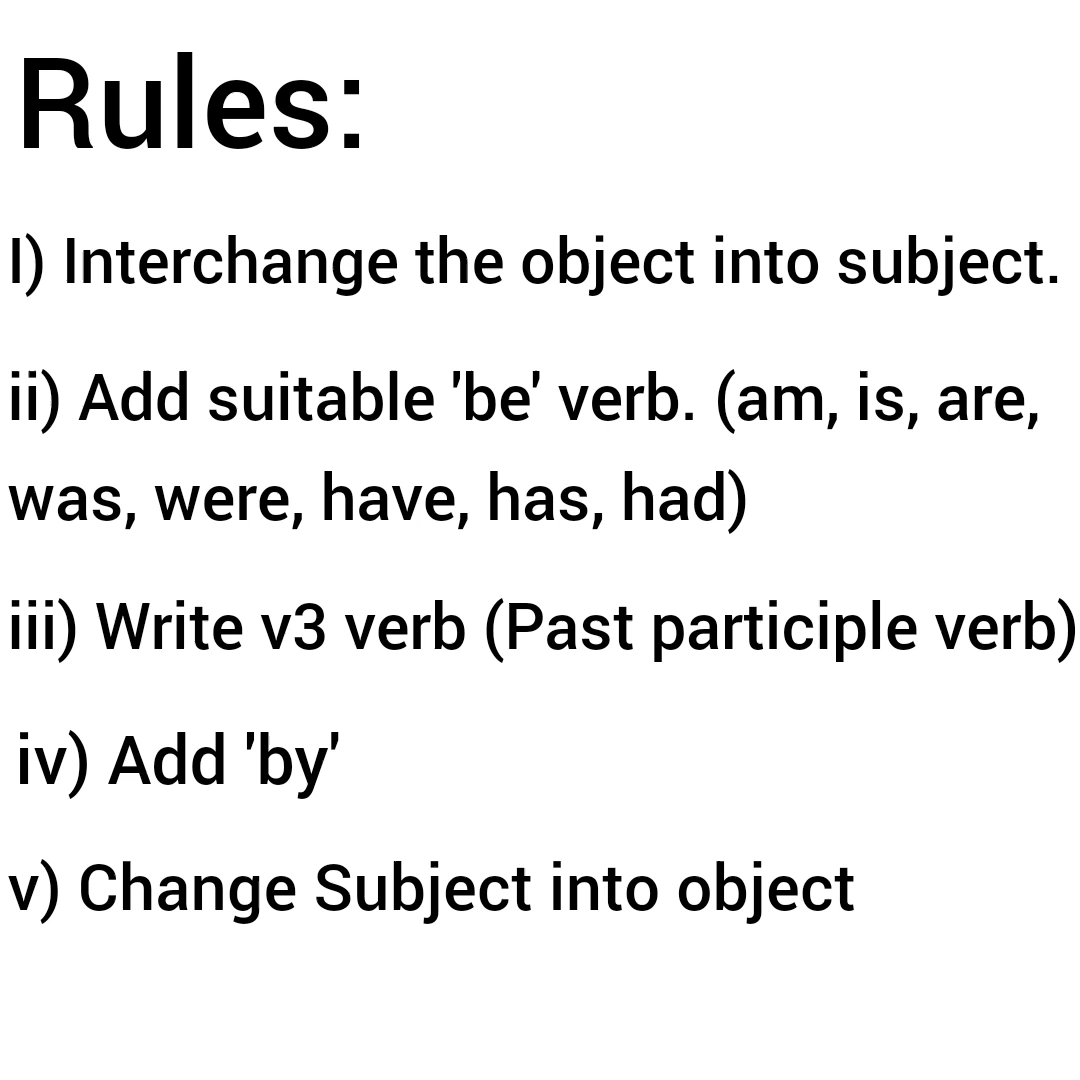 Rules:
I) Interchange the object into subject.
ii) Add suitable 'be' verb. (am, is, are,
was, were, have, has, had)
iii) Write v3 verb (Past participle verb)
iv) Add 'by'
v) Change Subject into object